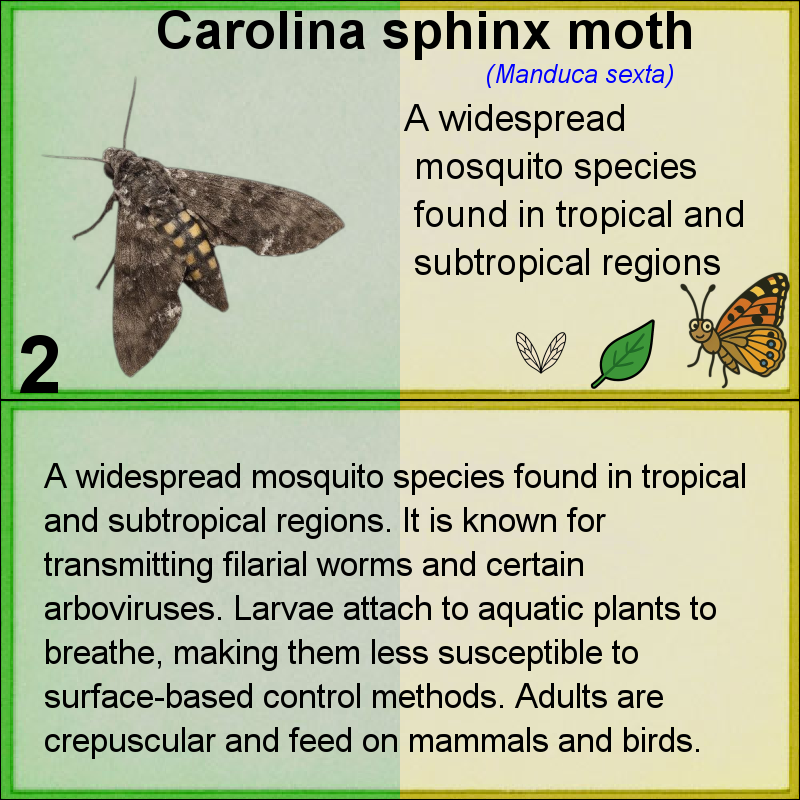 Carolina sphinx moth
(Manduca sexta)
A widespread
mosquito species
found in tropical and
subtropical regions
2
A widespread mosquito species found in tropical
and subtropical regions. It is known for
transmitting filarial worms and certain
arboviruses. Larvae attach to aquatic plants to
breathe, making them less susceptible to
surface-based control methods. Adults are
crepuscular and feed on mammals and birds.